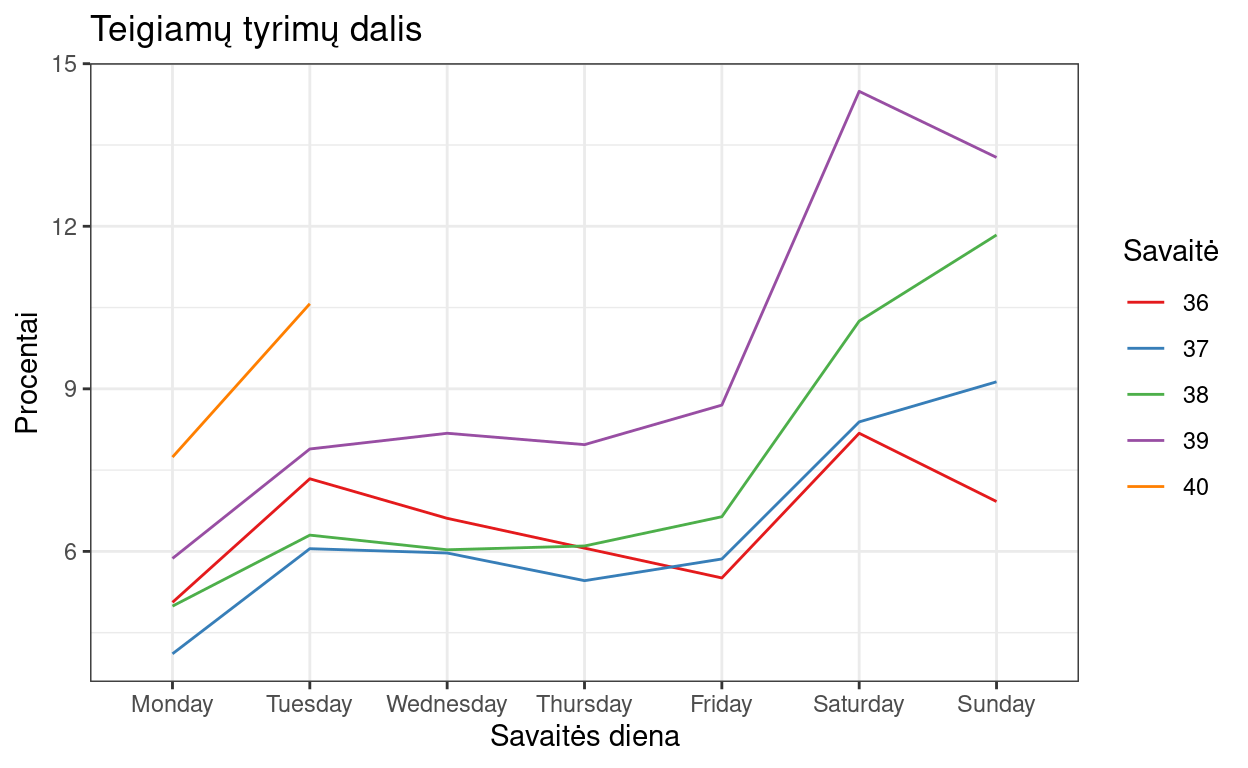 Teigiamų tyrimų dalis
15
12
9
6
Procentai
Monday Tuesday Wednesday Thursday Friday Saturday Sunday
Savaitės diena
Savaitė
36
37
38
39
40